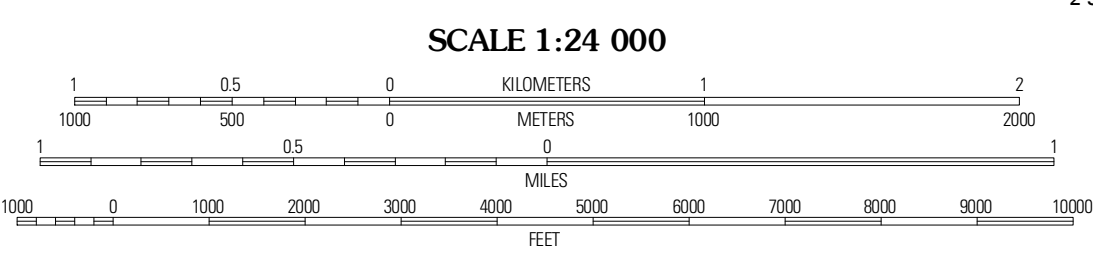 SCALE 1:24 000
1 0.5 0 KILOMETERS 1 2
1000 500 0 METERS 1000 2000
1 0.5 0 1
MILES
1000 0 1000 2000 3000 4000 5000 6000 7000 8000 9000 10000
FEET